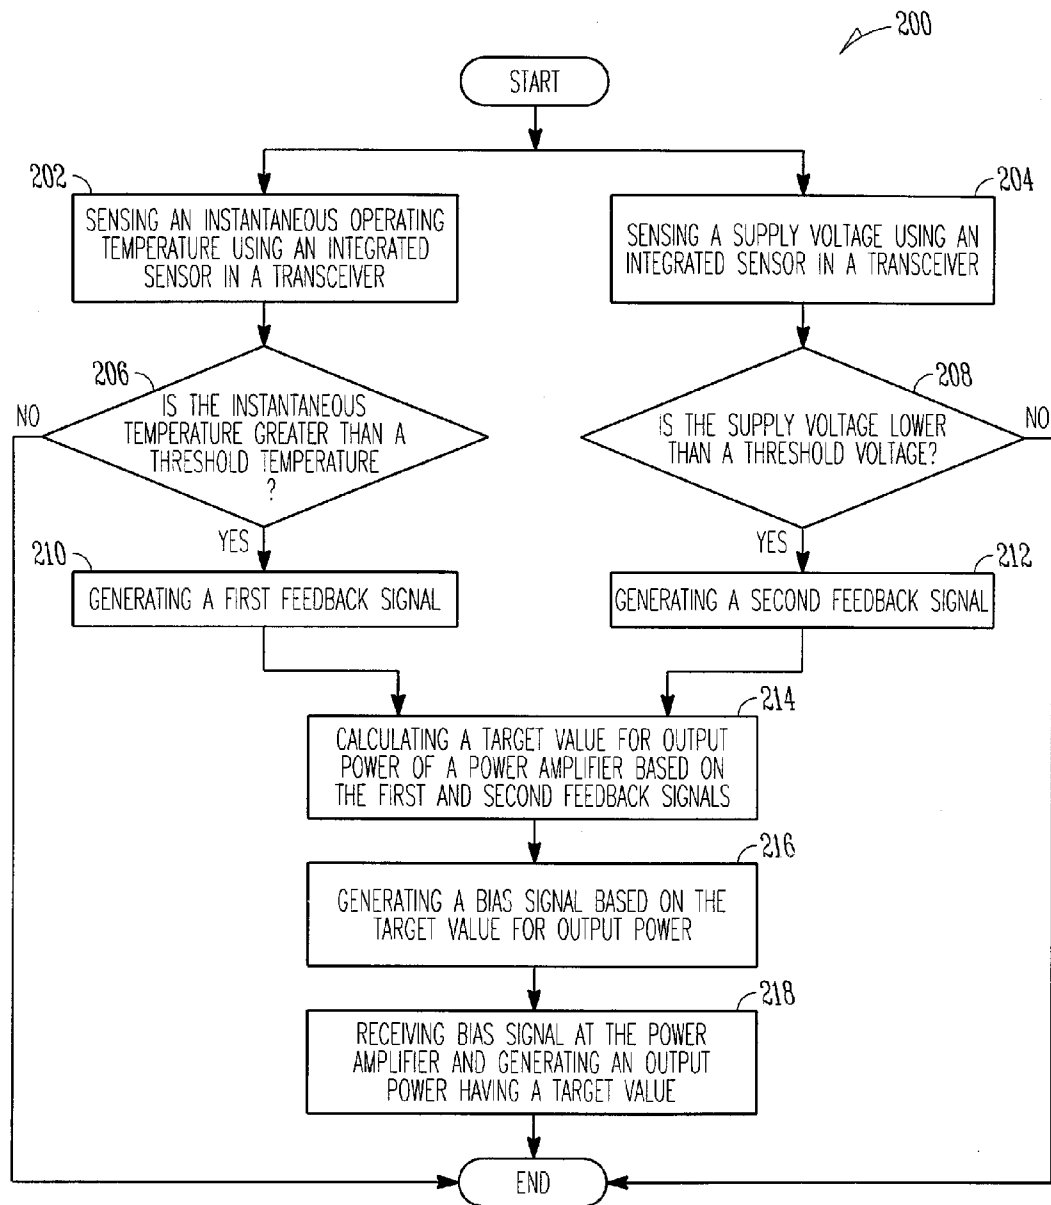 200
START
202
SENSING AN INSTANTANEOUS OPERATING
TEMPERATURE USING AN INTEGRATED
SENSOR IN A TRANSCEIVER
204
SENSING A SUPPLY VOLTAGE USING AN
INTEGRATED SENSOR IN A TRANSCEIVER
206
NO
IS THE INSTANTANEOUS
TEMPERATURE GREATER THAN A
THRESHOLD TEMPERATURE
?
YES
208
NO
IS THE SUPPLY VOLTAGE LOWER
THAN A THRESHOLD VOLTAGE?
YES
210
GENERATING A FIRST FEEDBACK SIGNAL
212
GENERATING A SECOND FEEDBACK SIGNAL
214
CALCULATING A TARGET VALUE FOR OUTPUT
POWER OF A POWER AMPLIFIER BASED ON
THE FIRST AND SECOND FEEDBACK SIGNALS
216
GENERATING A BIAS SIGNAL BASED ON THE
TARGET VALUE FOR OUTPUT POWER
218
RECEIVING BIAS SIGNAL AT THE POWER
AMPLIFIER AND GENERATING AN OUTPUT
POWER HAVING A TARGET VALUE
END